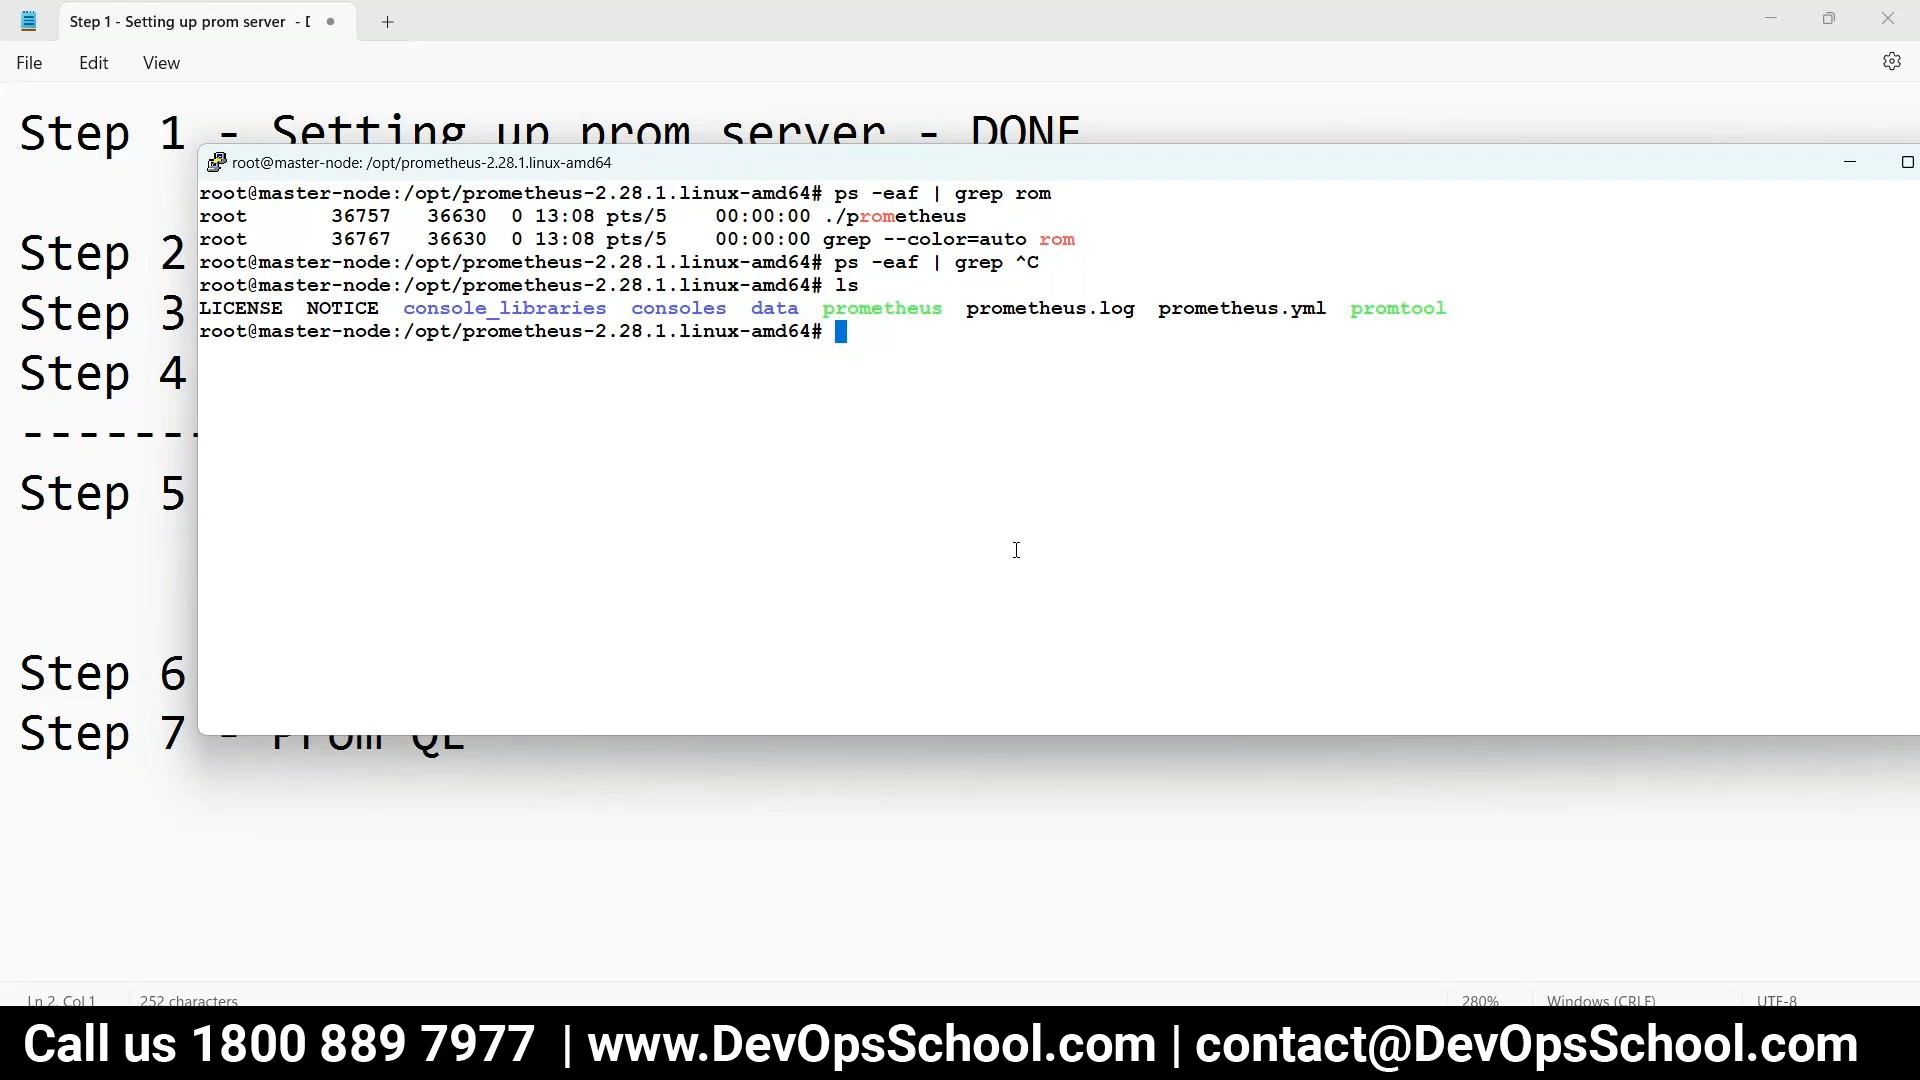 Step 1 - Setting up prom server - D
File Edit View
Step 1 - Setting up prom server - DONE
root@master-node: /opt/prometheus-2.28.1.linux-amd64
root@master-node:/opt/prometheus-2.28.1.linux-amd64# ps -eaf | grep rom
root 36757 36630 0 13:08 pts/5 00:00:00 ./prometheus
root 36767 36630 0 13:08 pts/5 00:00:00 grep --color=auto rom
root@master-node:/opt/prometheus-2.28.1.linux-amd64# ps -eaf | grep ^C
root@master-node:/opt/prometheus-2.28.1.linux-amd64# ls
LICENSE NOTICE console_libraries consoles data prometheus prometheus.log prometheus.yml promtool
root@master-node:/opt/prometheus-2.28.1.linux-amd64#
Step 2
Step 3
Step 4
-------
Step 5
Step 6
Step 7 - Prom QL
Ln 2, Col 1 252 characters 280% Windows (CRLF) UTF-8
Call us 1800 889 7977 | www.DevOpsSchool.com | contact@DevOpsSchool.com